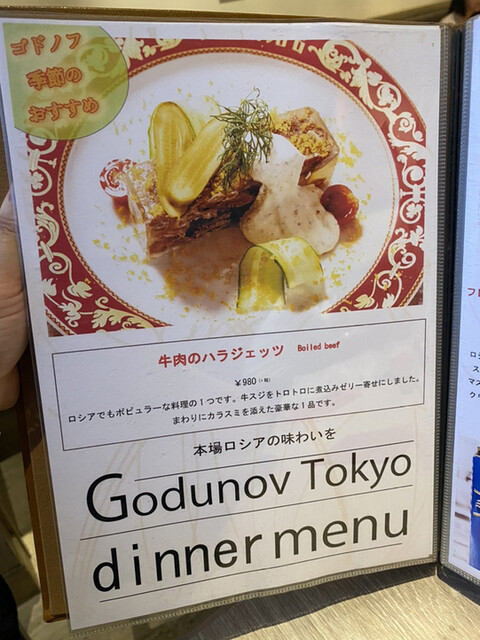 ゴドノフ
季節の
おすすめ
牛肉のハラジェッツ Boiled beef
￥980（+税）
ロシアでもポピュラーな料理の１つです。牛スジをトロトロに煮込みゼリー寄せにしました。
まわりにカラスミを添えた豪華な１品です。
本場ロシアの味わいを
Godunov Tokyo
dinner menu